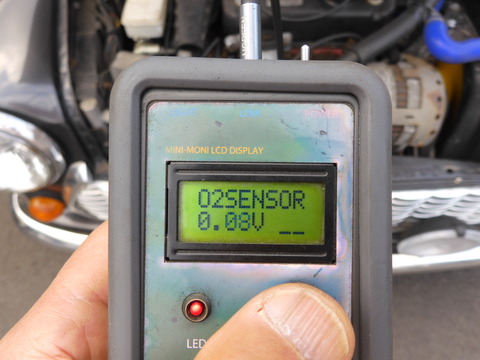 MINI-MONI LCD DISPLAY
O2SENSOR
0.08V __
LED